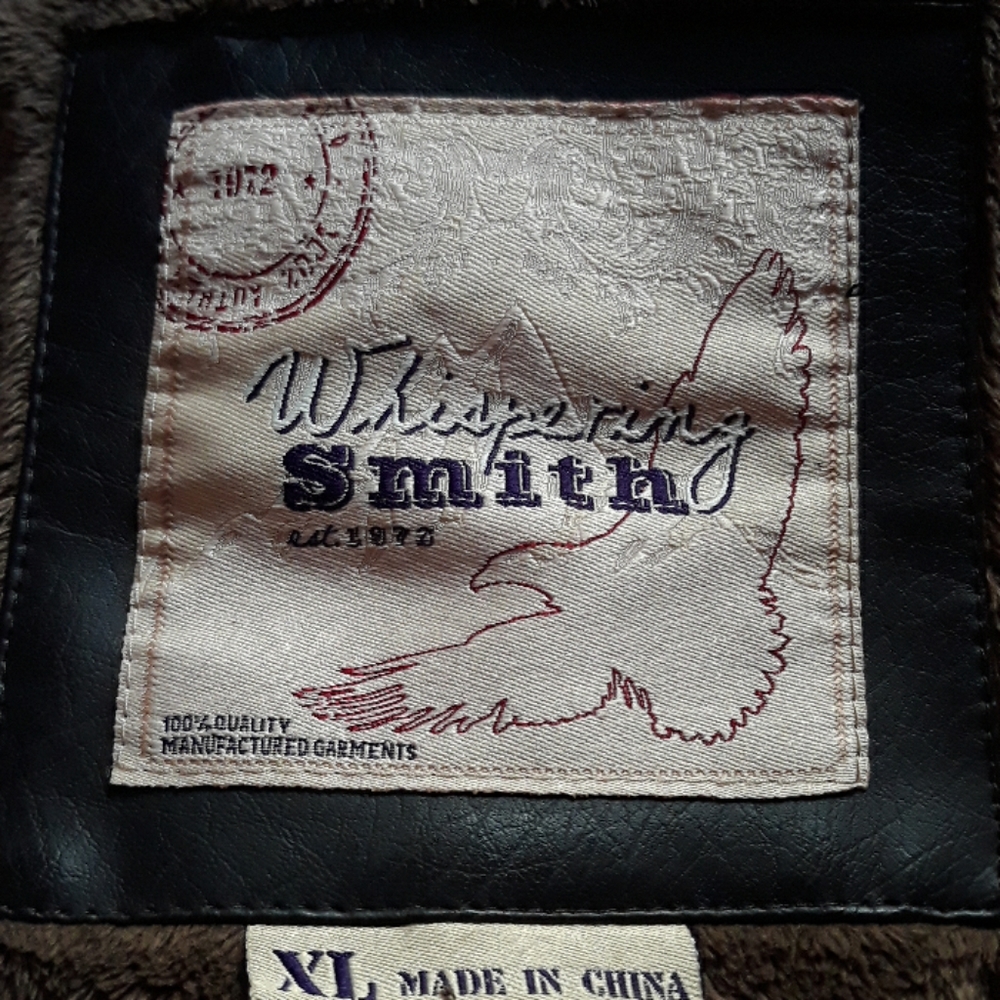 1972
Whispering
Smith
est.1972
100% QUALITY
MANUFACTURED GARMENTS
XL MADE IN CHINA